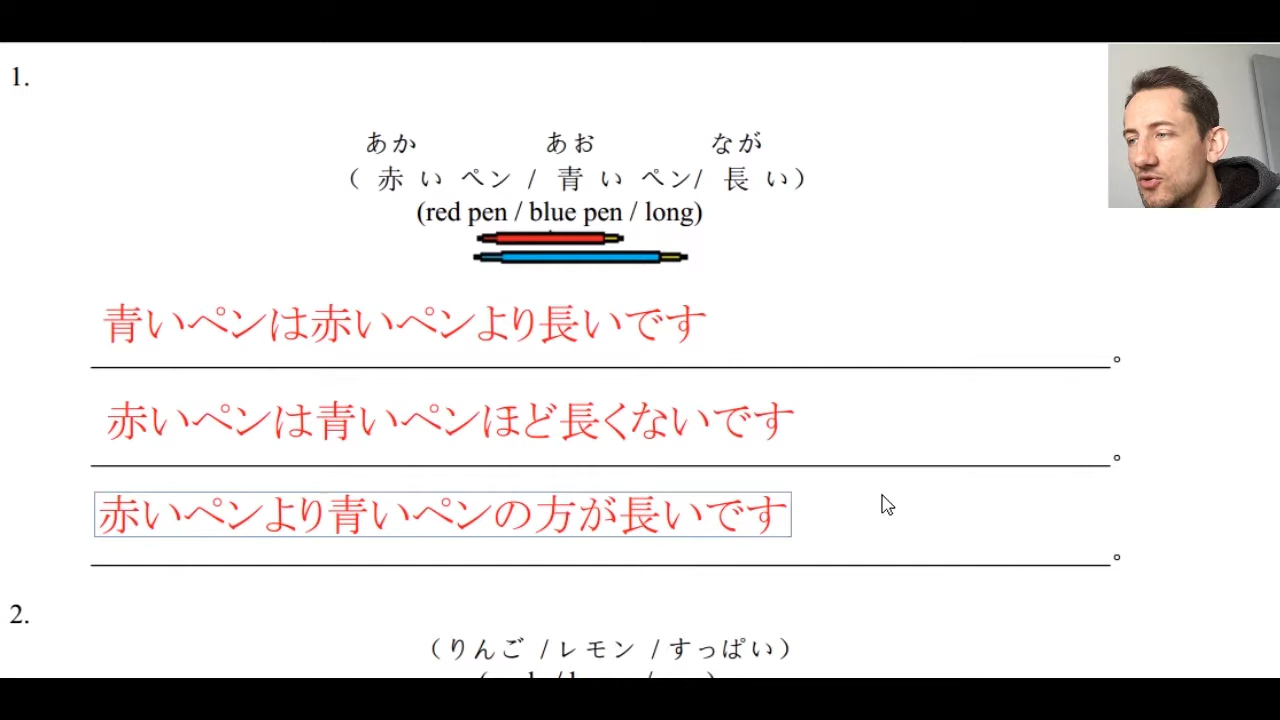 1.
あか あお なが
( 赤 い ペン / 青 い ペン/ 長 い)
(red pen / blue pen / long)
青いペンは赤いペンより長いです
。
赤いペンは青いペンほど長くないです
。
赤いペンより青いペンの方が長いです
。
2.
(りんご /レモン /すっぱい)